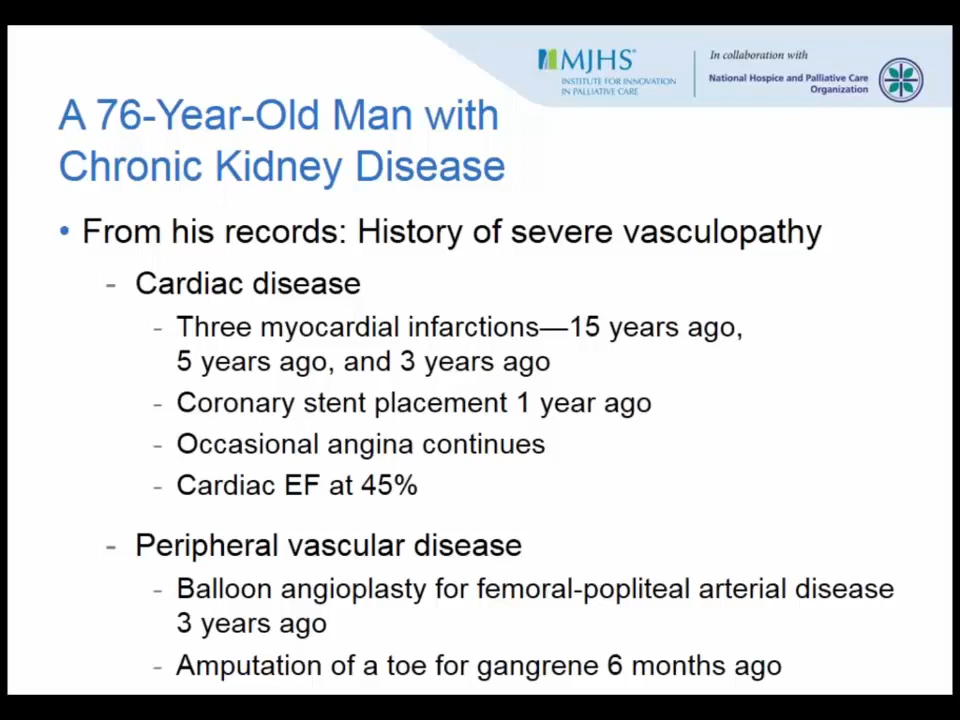 MJHS®
INSTITUTE FOR INNOVATION
IN PALLIATIVE CARE
In collaboration with
National Hospice and Palliative Care
Organization
A 76-Year-Old Man with
Chronic Kidney Disease
• From his records: History of severe vasculopathy
- Cardiac disease
- Three myocardial infarctions—15 years ago,
5 years ago, and 3 years ago
- Coronary stent placement 1 year ago
- Occasional angina continues
- Cardiac EF at 45%
- Peripheral vascular disease
- Balloon angioplasty for femoral-popliteal arterial disease
3 years ago
- Amputation of a toe for gangrene 6 months ago